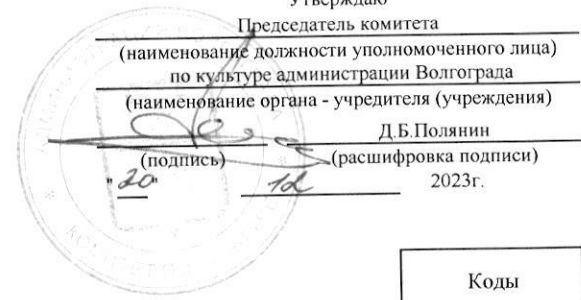 Утверждаю
Председатель комитета
(наименование должности уполномоченного лица)
по культуре администрации Волгограда
(наименование органа - учредителя (учреждения)
Д.Б.Полянин
(подпись) (расшифровка подписи)
"20" 12 2023г.
Коды